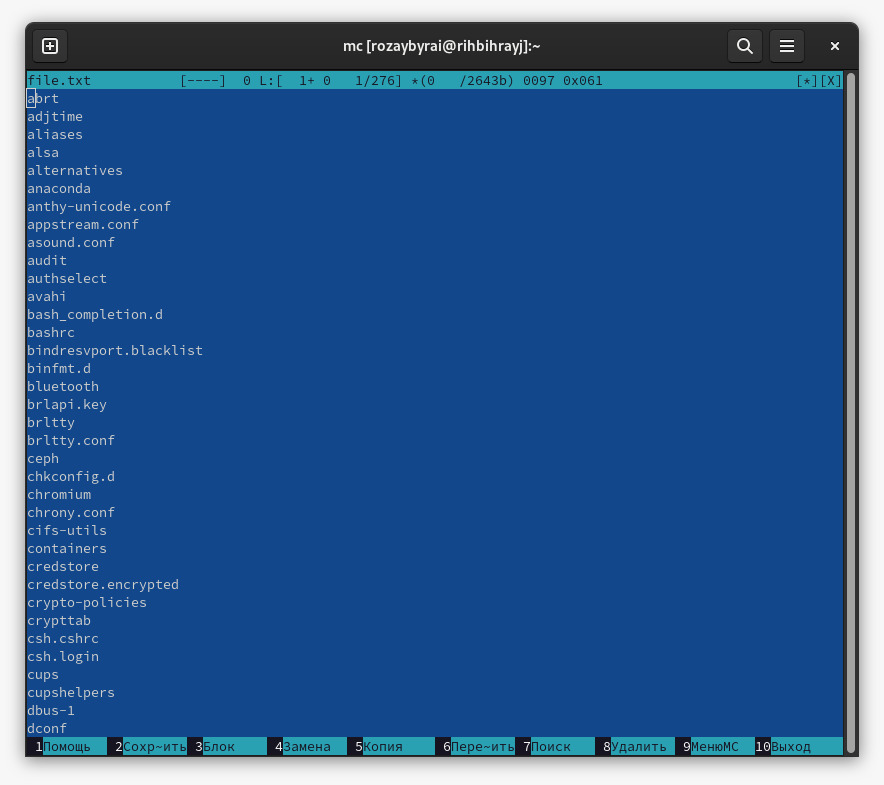 mc [rozaybyrai@rihbihrayj]:~
file.txt [----] 0 L:[ 1+ 0 1/276] *(0 /2643b) 0097 0x061 [*][X]
abrt
adjtime
aliases
alsa
alternatives
anaconda
anthy-unicode.conf
appstream.conf
asound.conf
audit
authselect
avahi
bash_completion.d
bashrc
bindresvport.blacklist
binfmt.d
bluetooth
brlapi.key
brltty
brltty.conf
ceph
chkconfig.d
chromium
chrony.conf
cifs-utils
containers
credstore
credstore.encrypted
crypto-policies
crypttab
csh.cshrc
csh.login
cups
cupshelpers
dbus-1
dconf
1Помощь 2Сохр~ить 3Блок 4Замена 5Копия 6Пере~ить 7Поиск 8Удалить 9МенюМС 10Выход